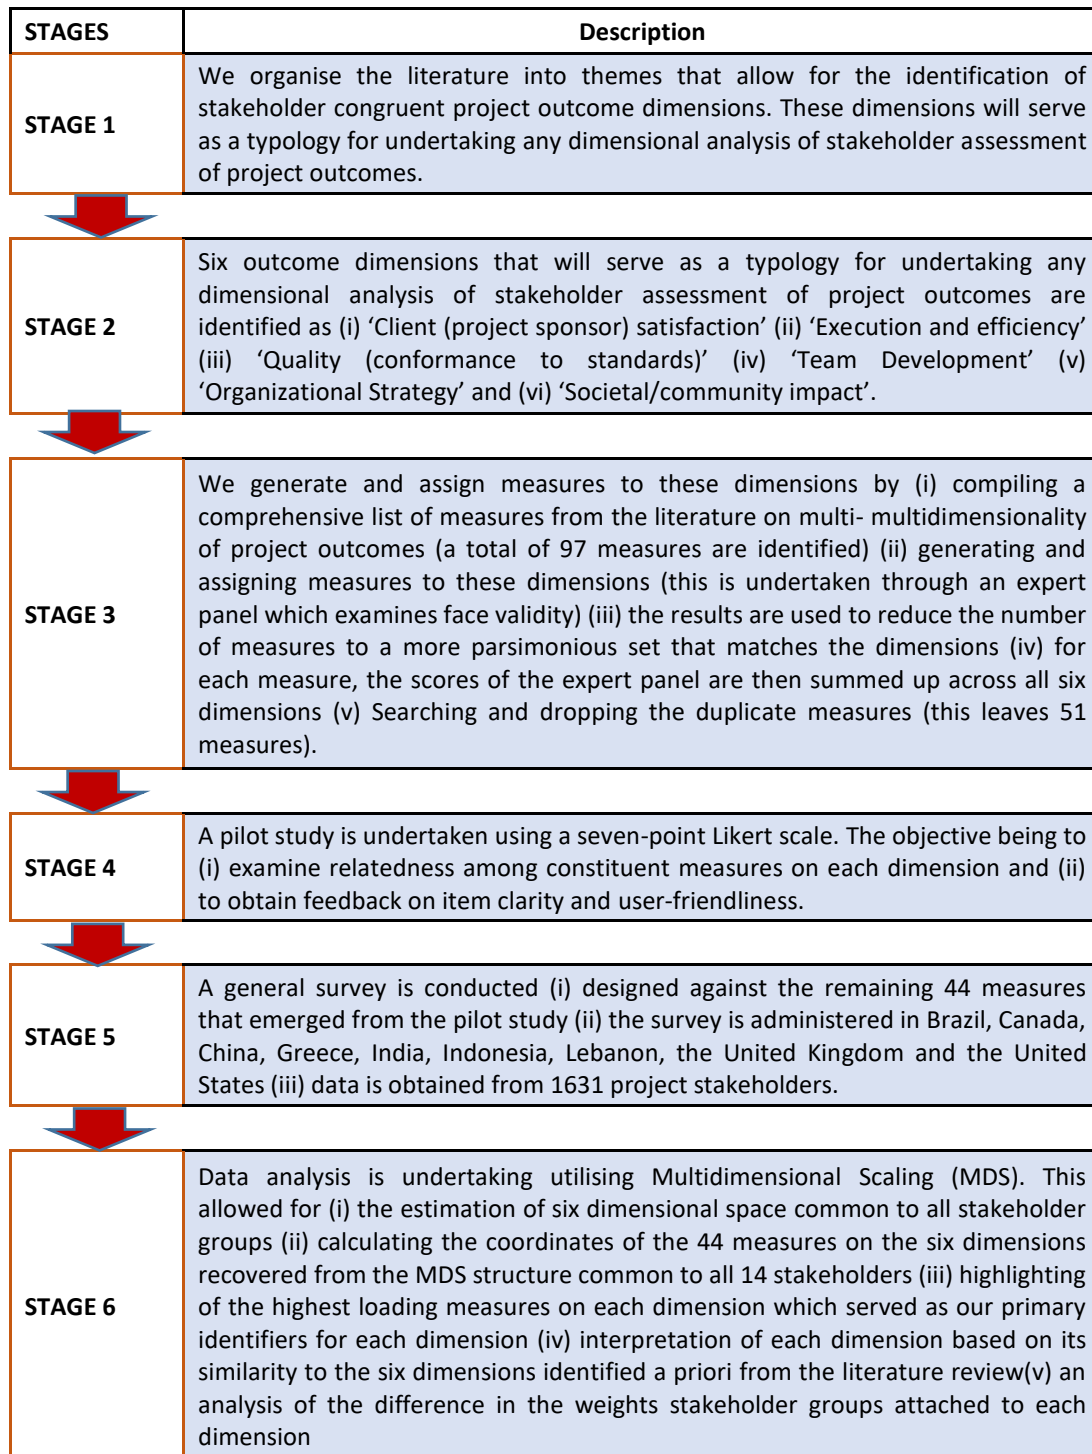 STAGES Description
STAGE 1
We organise the literature into themes that allow for the identification of
stakeholder congruent project outcome dimensions. These dimensions will serve
as a typology for undertaking any dimensional analysis of stakeholder assessment
of project outcomes.
STAGE 2
Six outcome dimensions that will serve as a typology for undertaking any
dimensional analysis of stakeholder assessment of project outcomes are
identified as (i) ‘Client (project sponsor) satisfaction’ (ii) ‘Execution and efficiency’
(iii) ‘Quality (conformance to standards)’ (iv) ‘Team Development’ (v)
‘Organizational Strategy’ and (vi) ‘Societal/community impact’.
STAGE 3
We generate and assign measures to these dimensions by (i) compiling a
comprehensive list of measures from the literature on multi- multidimensionality
of project outcomes (a total of 97 measures are identified) (ii) generating and
assigning measures to these dimensions (this is undertaken through an expert
panel which examines face validity) (iii) the results are used to reduce the number
of measures to a more parsimonious set that matches the dimensions (iv) for
each measure, the scores of the expert panel are then summed up across all six
dimensions (v) Searching and dropping the duplicate measures (this leaves 51
measures).
STAGE 4
A pilot study is undertaken using a seven-point Likert scale. The objective being to
(i) examine relatedness among constituent measures on each dimension and (ii)
to obtain feedback on item clarity and user-friendliness.
STAGE 5
A general survey is conducted (i) designed against the remaining 44 measures
that emerged from the pilot study (ii) the survey is administered in Brazil, Canada,
China, Greece, India, Indonesia, Lebanon, the United Kingdom and the United
States (iii) data is obtained from 1631 project stakeholders.
STAGE 6
Data analysis is undertaking utilising Multidimensional Scaling (MDS). This
allowed for (i) the estimation of six dimensional space common to all stakeholder
groups (ii) calculating the coordinates of the 44 measures on the six dimensions
recovered from the MDS structure common to all 14 stakeholders (iii) highlighting
of the highest loading measures on each dimension which served as our primary
identifiers for each dimension (iv) interpretation of each dimension based on its
similarity to the six dimensions identified a priori from the literature review(v) an
analysis of the difference in the weights stakeholder groups attached to each
dimension